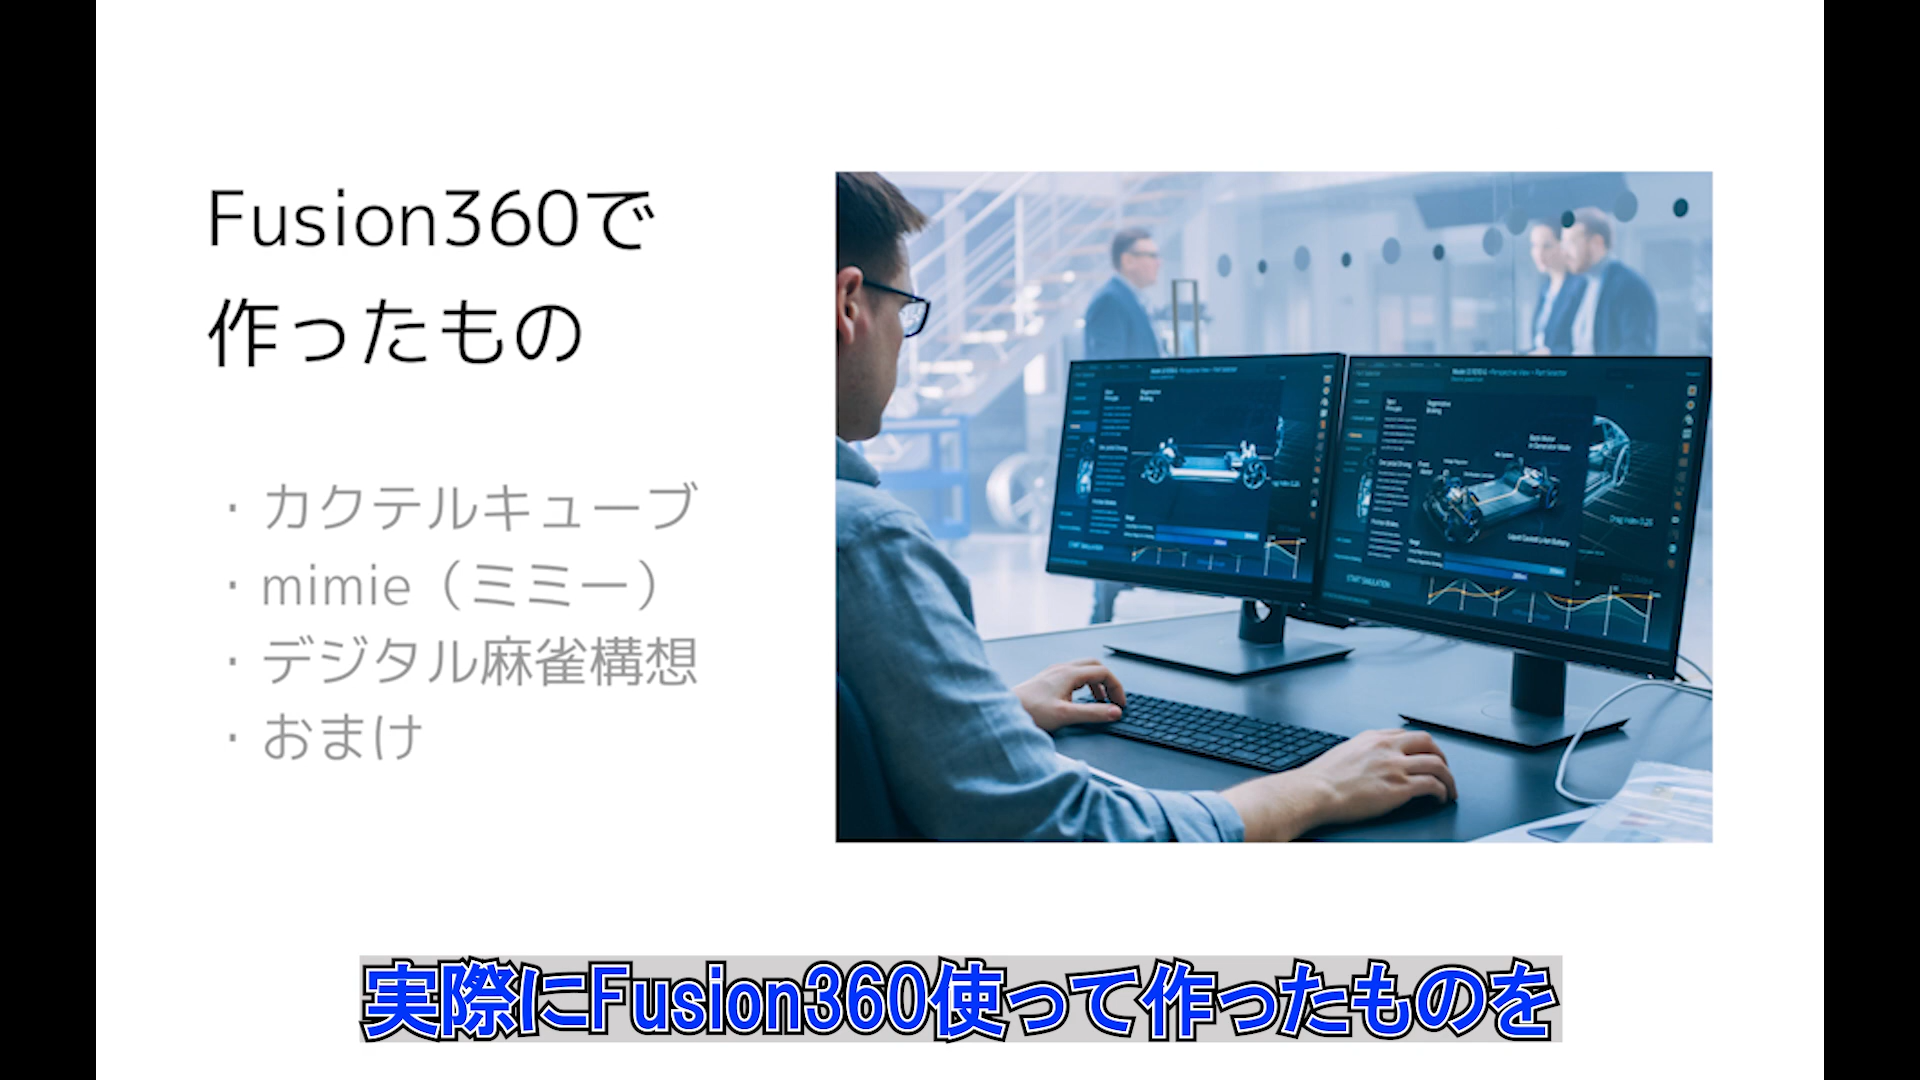 Fusion360で
作ったもの
・カクテルキューブ
・mimie（ミミー）
・デジタル麻雀構想
・おまけ
START SIMULATION
実際にFusion360使って作ったものを